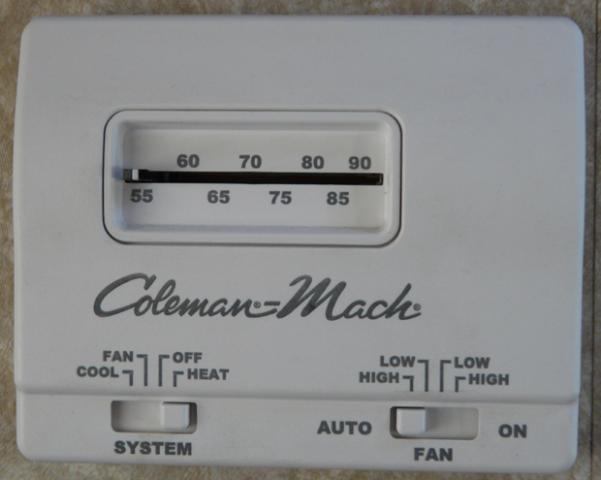 60 70 80 90
55 65 75 85
Coleman-Mach
FAN OFF
COOL HEAT
LOW LOW
HIGH HIGH
AUTO ON
SYSTEM FAN